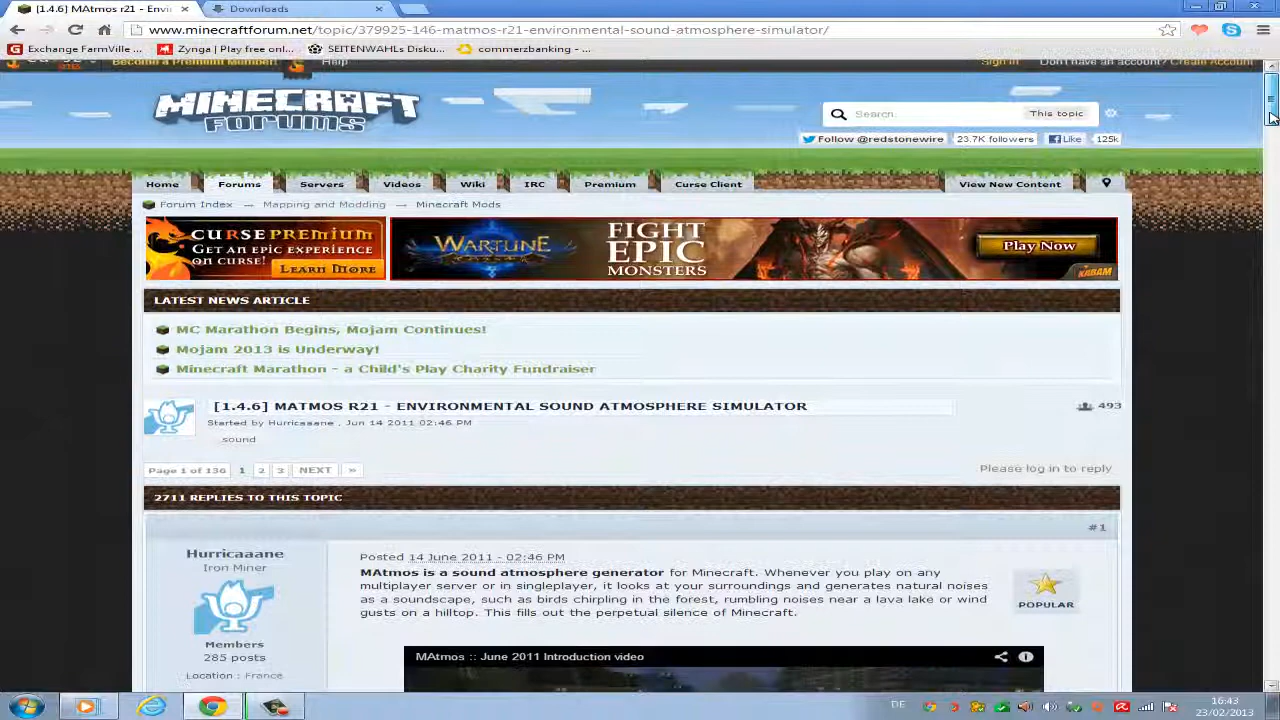 [1.4.6] MAtmos r21 - Envi
Downloads
www.minecraftforum.net/topic/379925-146-matmos-r21-environmental-sound-atmosphere-simulator/
Exchange FarmVille ...
Zynga | Play free onl...
SEITENWAHLs Disku...
commerzbanking - ...
Become a Premium Member!
Help
Sign In
Don't have an account? Create Account
MINECRAFT
FORUMS
Search...
This topic
Follow @redstonewire
23.7K followers
Like
125k
Home
Forums
Servers
Videos
Wiki
IRC
Premium
Curse Client
View New Content
Forum Index → Mapping and Modding → Minecraft Mods
CURSE PREMIUM
GET AN EPIC EXPERIENCE
ON CURSE!
LEARN MORE
WARTUNE
FIGHT
EPIC
MONSTERS
Play Now
KABAM
LATEST NEWS ARTICLE
MC Marathon Begins, Mojam Continues!
Mojam 2013 is Underway!
Minecraft Marathon - a Child's Play Charity Fundraiser
[1.4.6] MATMOS R21 - ENVIRONMENTAL SOUND ATMOSPHERE SIMULATOR
493
Started by Hurricaaane , Jun 14 2011 02:46 PM
sound
Page 1 of 136 1 2 3 NEXT »
Please log in to reply
2711 REPLIES TO THIS TOPIC
#1
Hurricaaane
Iron Miner
Members
285 posts
Location : France
Posted 14 June 2011 - 02:46 PM
MAtmos is a sound atmosphere generator for Minecraft. Whenever you play on any
multiplayer server or in singleplayer, it looks at your surroundings and generates natural noises
as a soundscape, such as birds chirpling in the forest, rumbling noises near a lava lake or wind
gusts on a hilltop. This fills out the perpetual silence of Minecraft.
POPULAR
MAtmos :: June 2011 Introduction video
DE
16:43
23/02/2013